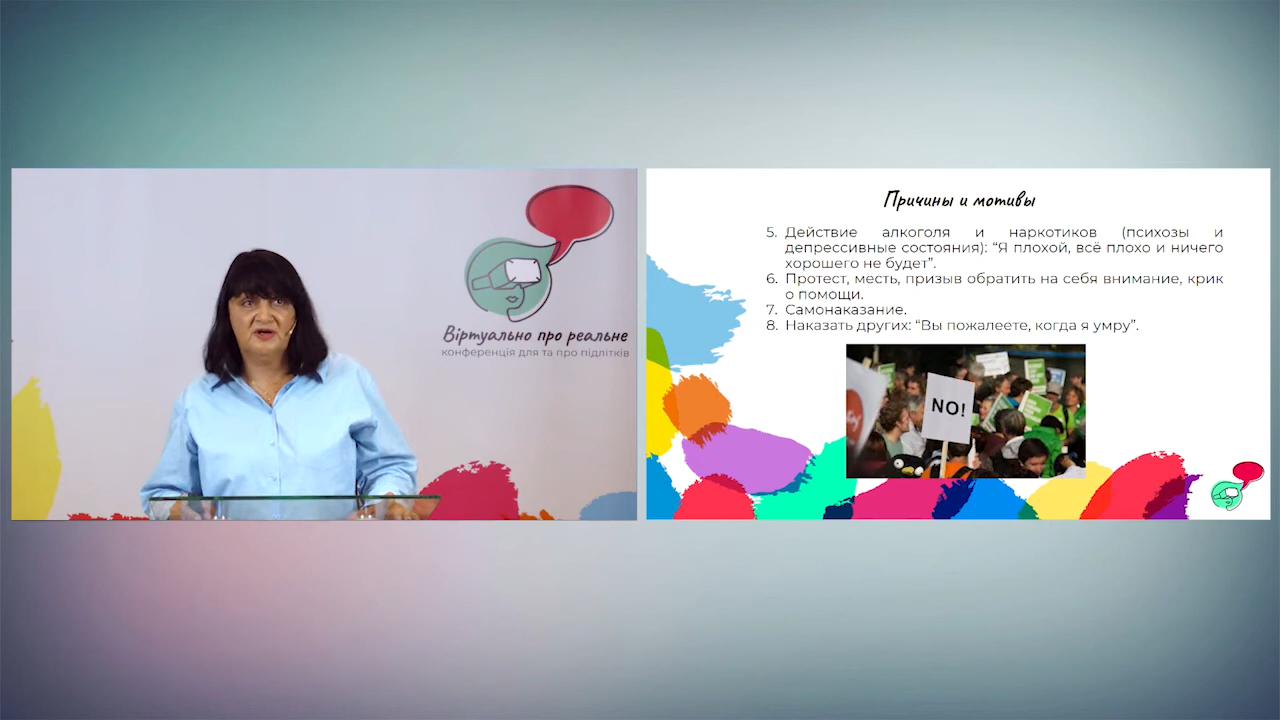 Віртуально про реальне
конференція для та про підлітків
Причины и мотивы
5. Действие алкоголя и наркотиков (психозы и
депрессивные состояния): “Я плохой, всё плохо и ничего
хорошего не будет”.
6. Протест, месть, призыв обратить на себя внимание, крик
о помощи.
7. Самонаказание.
8. Наказать других: “Вы пожалеете, когда я умру”.
NO!